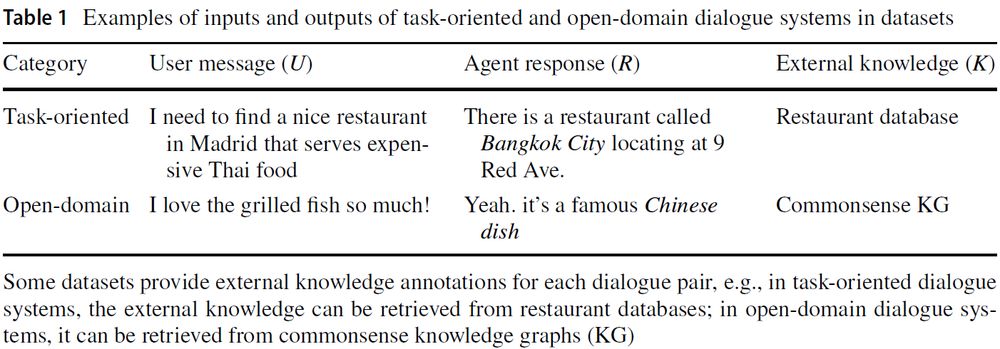 Table 1 Examples of inputs and outputs of task-oriented and open-domain dialogue systems in datasets
Category User message (U) Agent response (R) External knowledge (K)
Task-oriented I need to find a nice restaurant There is a restaurant called Restaurant database
in Madrid that serves expen- Bangkok City locating at 9
sive Thai food Red Ave.
Open-domain I love the grilled fish so much! Yeah. it's a famous Chinese Commonsense KG
dish
Some datasets provide external knowledge annotations for each dialogue pair, e.g., in task-oriented dialogue
systems, the external knowledge can be retrieved from restaurant databases; in open-domain dialogue sys-
tems, it can be retrieved from commonsense knowledge graphs (KG)